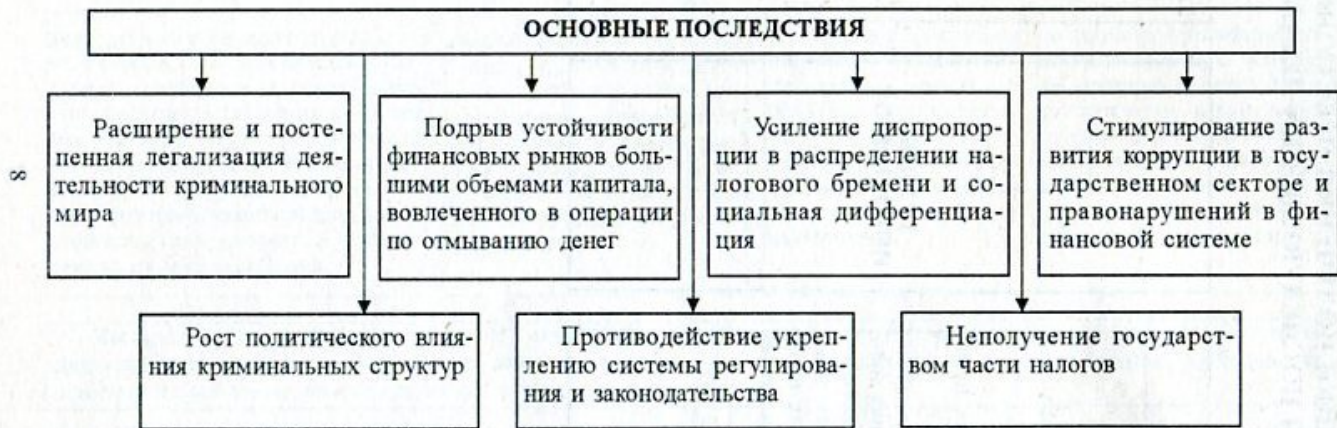 ОСНОВНЫЕ ПОСЛЕДСТВИЯ
Расширение и посте-
пенная легализация дея-
тельности криминального
мира
Подрыв устойчивости
финансовых рынков боль-
шими объемами капитала,
вовлеченного в операции
по отмыванию денег
Усиление диспропор-
ции в распределении на-
логового бремени и со-
циальная дифференциа-
ция
Стимулирование раз-
вития коррупции в госу-
дарственном секторе и
правонарушений в фи-
нансовой системе
8
Рост политического влия-
ния криминальных структур
Противодействие укреп-
лению системы регулирова-
ния и законодательства
Неполучение государст-
вом части налогов